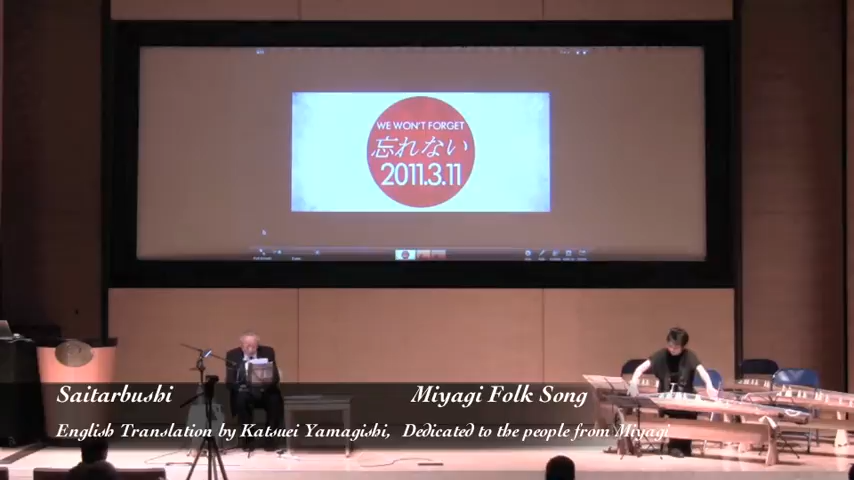 WE WON'T FORGET
忘れない
2011.3.11
Saitarbushi Miyagi Folk Song
English Translation by Katsuei Yamagishi, Dedicated to the people from Miyagi